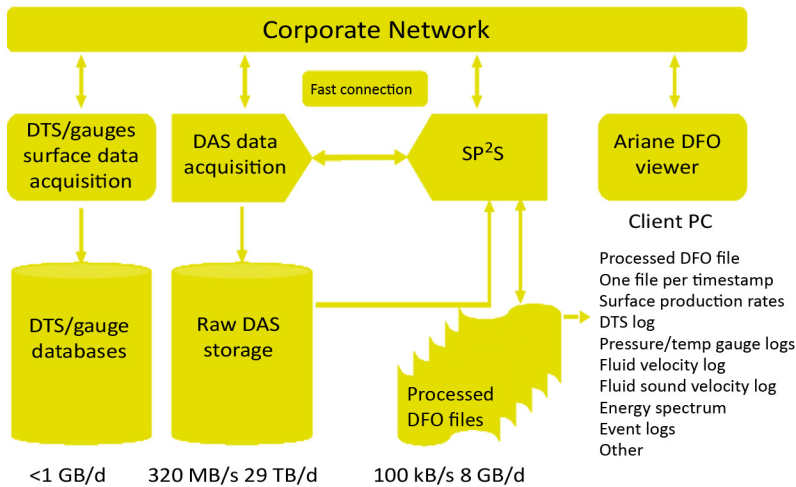 Corporate Network
Fast connection
DTS/gauges
surface data
acquisition
DAS data
acquisition
SP²S
Ariane DFO
viewer
Client PC
DTS/gauge
databases
Raw DAS
storage
Processed
DFO files
Processed DFO file
One file per timestamp
Surface production rates
DTS log
Pressure/temp gauge logs
Fluid velocity log
Fluid sound velocity log
Energy spectrum
Event logs
Other
<1 GB/d
320 MB/s 29 TB/d
100 kB/s 8 GB/d